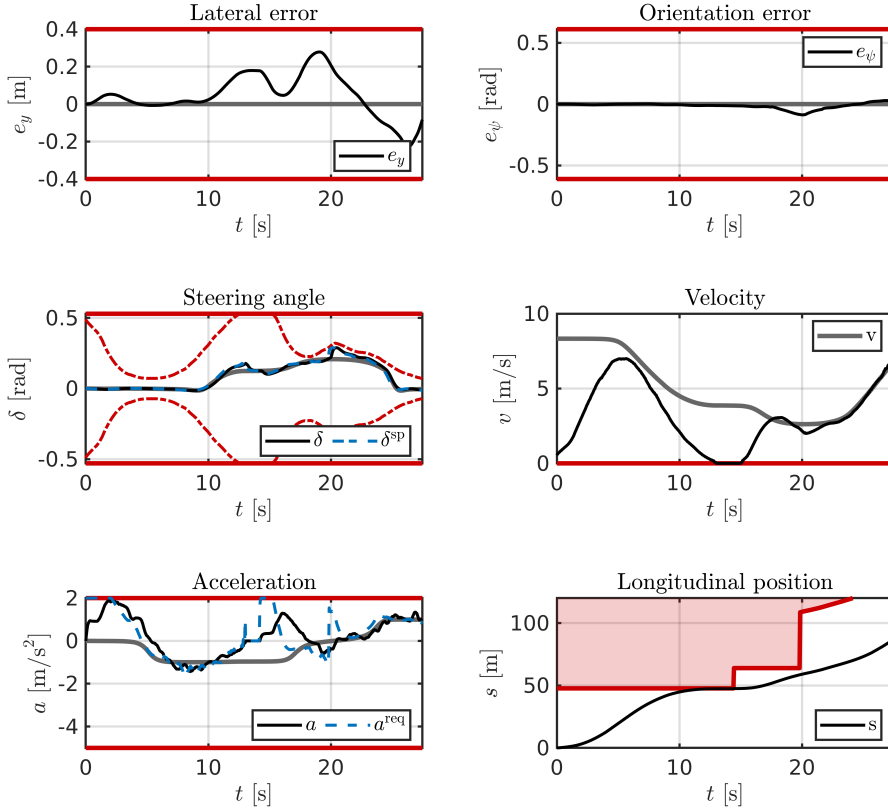 Lateral error
0.4
0.2
0
-0.2
-0.4
e_y [m]
e_y
0 10 20
t [s]
Orientation error
0.5
0
-0.5
e_ψ [rad]
e_ψ
0 10 20
t [s]
Steering angle
0.5
0
-0.5
δ [rad]
δ δ^sp
0 10 20
t [s]
Velocity
10
5
0
v [m/s]
v
0 10 20
t [s]
Acceleration
2
0
-2
-4
a [m/s²]
a a^req
0 10 20
t [s]
Longitudinal position
100
50
0
s [m]
s
0 10 20
t [s]